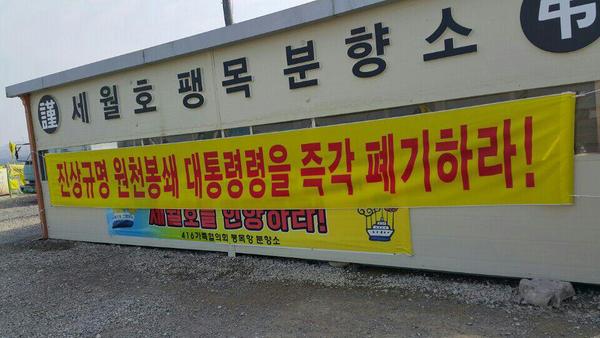 謹 세월호팽목분향소 弔
진상규명 원천봉쇄 대통령령을 즉각 폐기하라!
세월호를 인양하라!
416가족협의회 팽목항 분향소